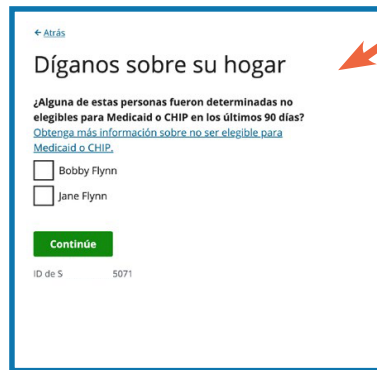 ← Atrás
Díganos sobre su hogar
¿Alguna de estas personas fueron determinadas no
elegibles para Medicaid o CHIP en los últimos 90 días?
Obtenga más información sobre no ser elegible para
Medicaid o CHIP.
Bobby Flynn
Jane Flynn
Continúe
ID de S 5071